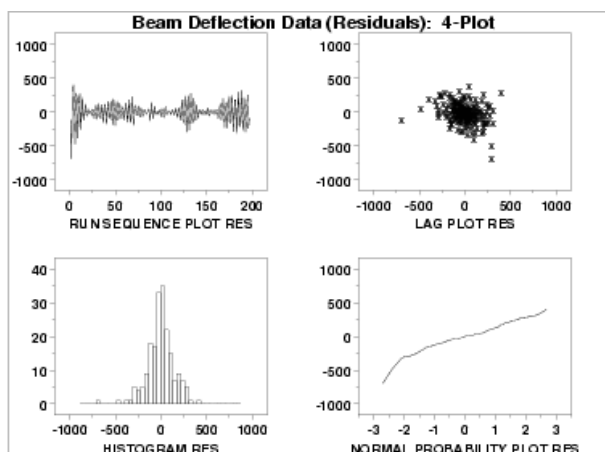 Beam Deflection Data (Residuals): 4-Plot
1000
500
0
-500
-1000
0 50 100 150 200
RUN SEQUENCE PLOT RES
1000
500
0
-500
-1000
-1000 -500 0 500 1000
LAG PLOT RES
40
30
20
10
0
-1000 -500 0 500 1000
HISTOGRAM RES
1000
500
0
-500
-1000
-3 -2 -1 0 1 2 3
NORMAL PROBABILITY PLOT RES